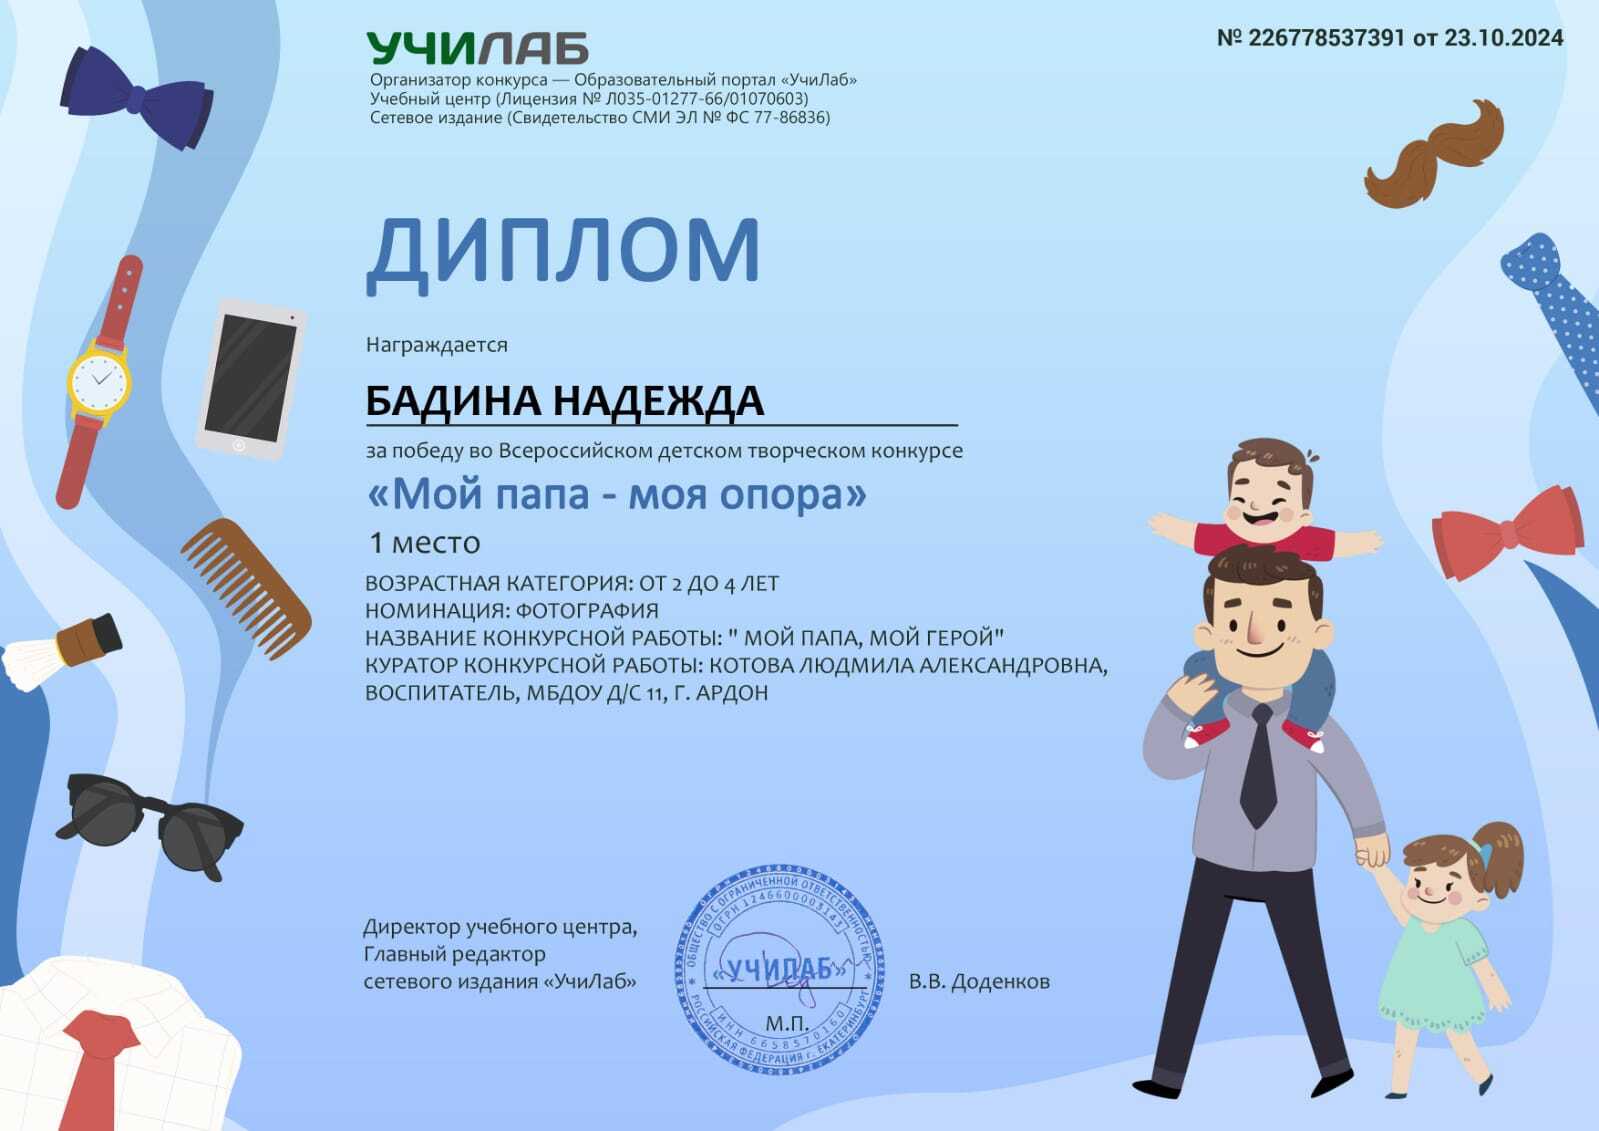 УЧИЛАБ
Организатор конкурса — Образовательный портал «УчиЛаб»
Учебный центр (Лицензия № Л035-01277-66/01070603)
Сетевое издание (Свидетельство СМИ ЭЛ № ФС 77-86836)
№ 226778537391 от 23.10.2024
ДИПЛОМ
Награждается
БАДИНА НАДЕЖДА
за победу во Всероссийском детском творческом конкурсе
«Мой папа - моя опора»
1 место
ВОЗРАСТНАЯ КАТЕГОРИЯ: ОТ 2 ДО 4 ЛЕТ
НОМИНАЦИЯ: ФОТОГРАФИЯ
НАЗВАНИЕ КОНКУРСНОЙ РАБОТЫ: " МОЙ ПАПА, МОЙ ГЕРОЙ"
КУРАТОР КОНКУРСНОЙ РАБОТЫ: КОТОВА ЛЮДМИЛА АЛЕКСАНДРОВНА,
ВОСПИТАТЕЛЬ, МБДОУ Д/С 11, Г. АРДОН
Директор учебного центра,
Главный редактор
сетевого издания «УчиЛаб»
ОБЩЕСТВО С ОГРАНИЧЕННОЙ ОТВЕТСТВЕННОСТЬЮ
ОГРН 1246600003143
«УЧИЛАБ»
М.П.
ИНН 6658570160
РОССИЙСКАЯ ФЕДЕРАЦИЯ г. ЕКАТЕРИНБУРГ
В.В. Доденков